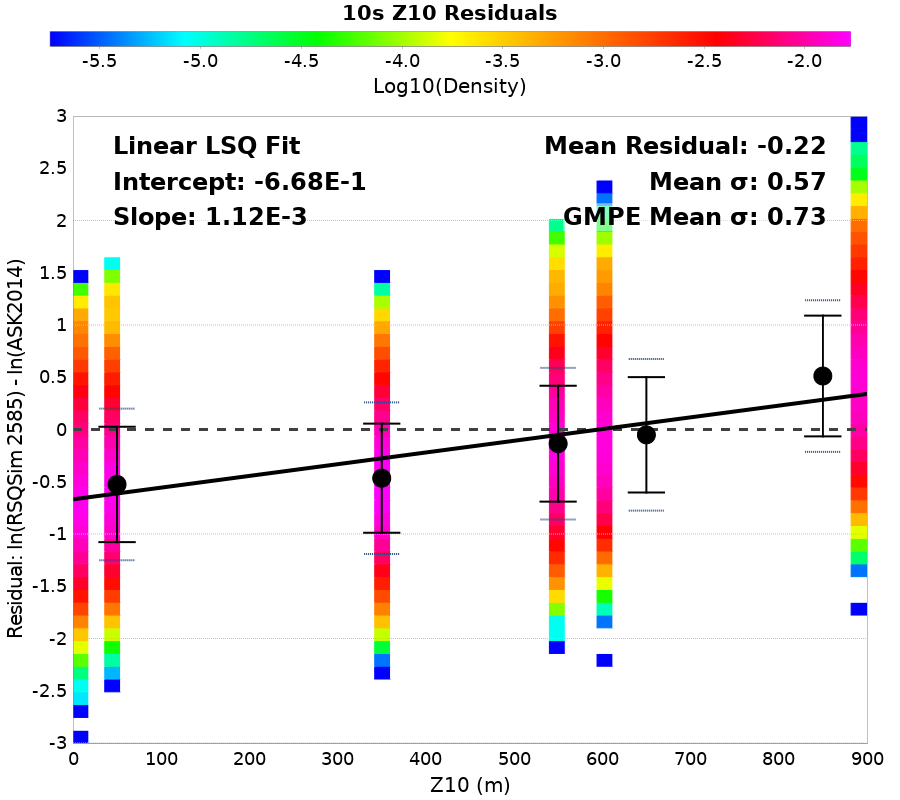 10s Z10 Residuals
-5.5 -5.0 -4.5 -4.0 -3.5 -3.0 -2.5 -2.0
Log10(Density)
Linear LSQ Fit
Intercept: -6.68E-1
Slope: 1.12E-3
Mean Residual: -0.22
Mean σ: 0.57
GMPE Mean σ: 0.73
Residual: ln(RSQSim 2585) - ln(ASK2014)
3
2.5
2
1.5
1
0.5
0
-0.5
-1
-1.5
-2
-2.5
-3
0 100 200 300 400 500 600 700 800 900
Z10 (m)